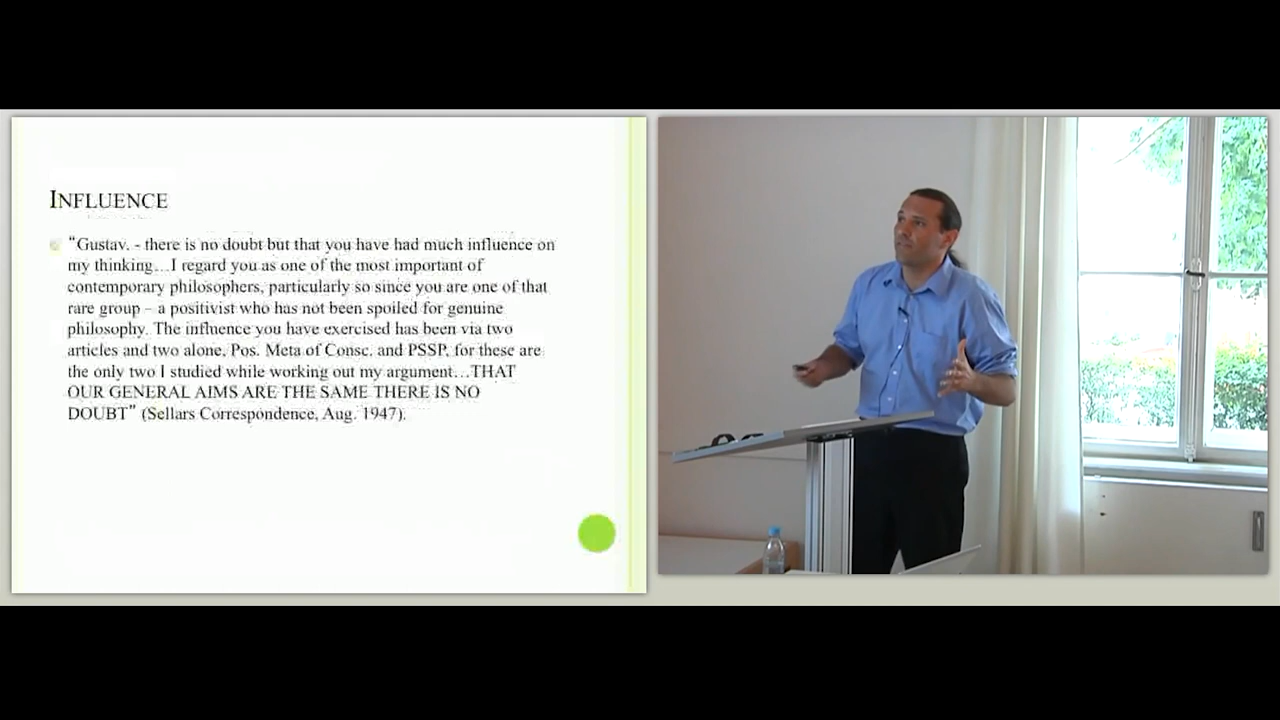 INFLUENCE
“Gustav. - there is no doubt but that you have had much influence on
my thinking…I regard you as one of the most important of
contemporary philosophers, particularly so since you are one of that
rare group – a positivist who has not been spoiled for genuine
philosophy. The influence you have exercised has been via two
articles and two alone, Pos. Meta of Consc. and PSSP, for these are
the only two I studied while working out my argument…THAT
OUR GENERAL AIMS ARE THE SAME THERE IS NO
DOUBT” (Sellars Correspondence, Aug. 1947).